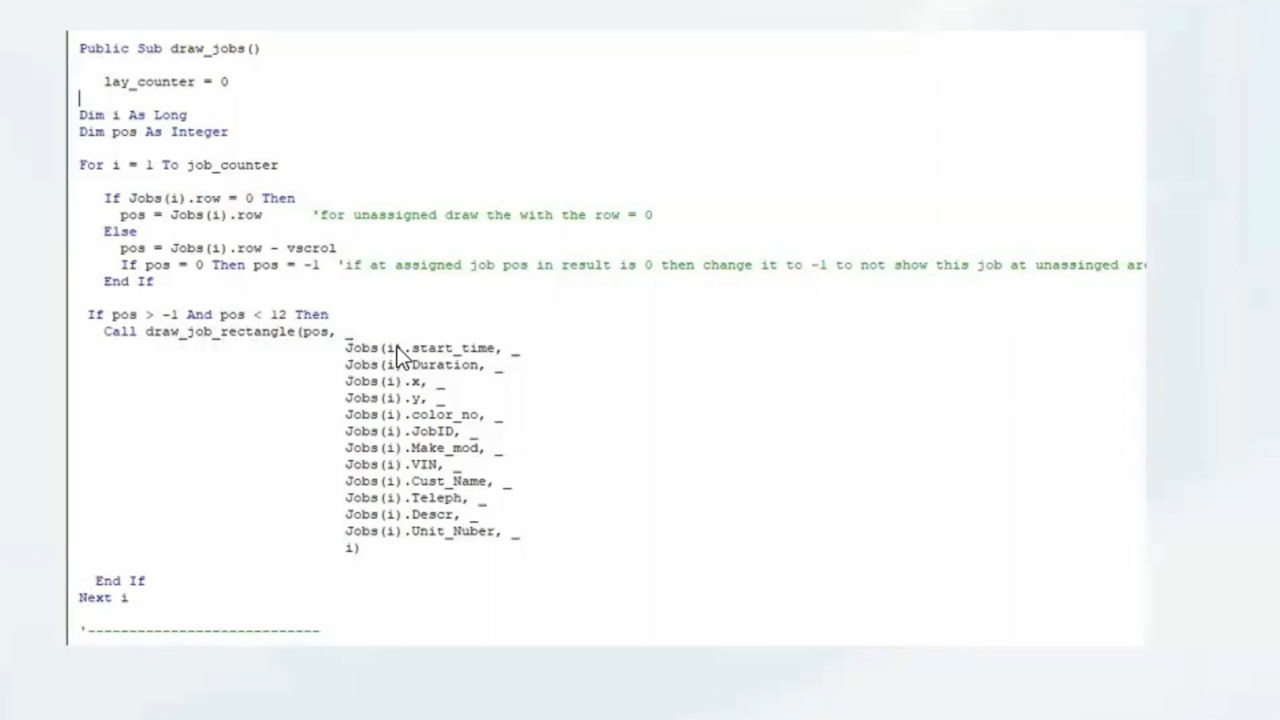 Public Sub draw_jobs()
lay_counter = 0
Dim i As Long
Dim pos As Integer
For i = 1 To job_counter
If Jobs(i).row = 0 Then
pos = Jobs(i).row 'for unassigned draw the with the row = 0
Else
pos = Jobs(i).row - vscrol
If pos = 0 Then pos = -1 'if at assigned job pos in result is 0 then change it to -1 to not show this job at unassinged are
End If
If pos > -1 And pos < 12 Then
Call draw_job_rectangle(pos, _
Jobs(i).start_time, _
Jobs(i).Duration, _
Jobs(i).x, _
Jobs(i).y, _
Jobs(i).color_no, _
Jobs(i).JobID, _
Jobs(i).Make_mod, _
Jobs(i).VIN, _
Jobs(i).Cust_Name, _
Jobs(i).Teleph, _
Jobs(i).Descr, _
Jobs(i).Unit_Nuber, _
i)
End If
Next i
'----------------------------